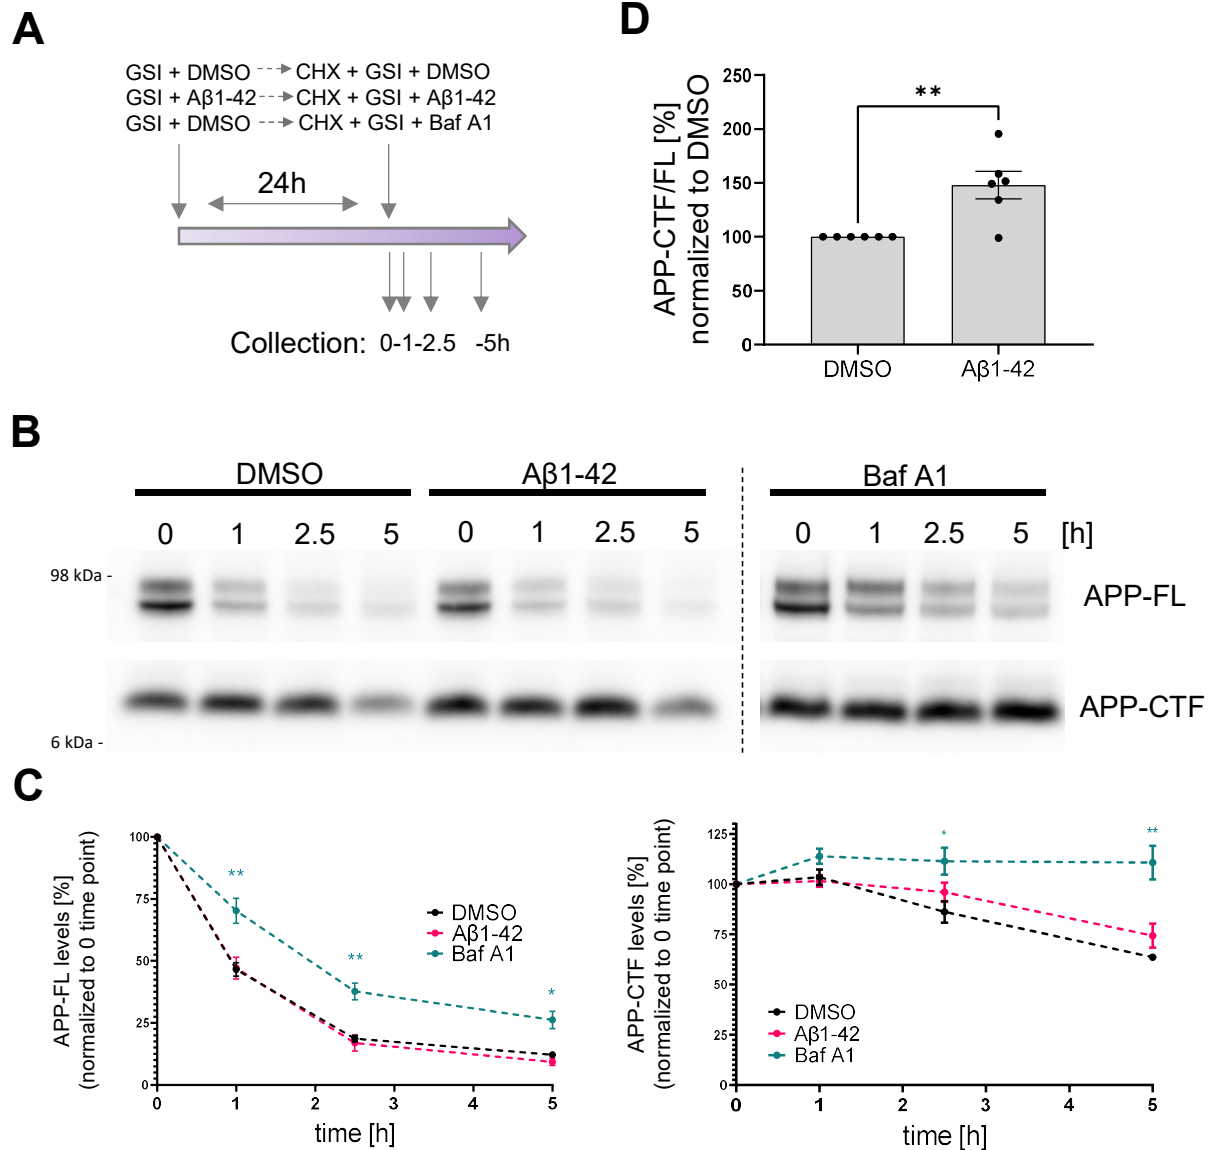 A
GSI + DMSO CHX + GSI + DMSO
GSI + Aβ1-42 CHX + GSI + Aβ1-42
GSI + DMSO CHX + GSI + Baf A1
24h
Collection: 0-1-2.5 -5h
D
APP-CTF/FL [%]
normalized to DMSO
250
200
150
100
50
0
**
DMSO Aβ1-42
B
DMSO Aβ1-42 Baf A1
0 1 2.5 5 0 1 2.5 5 0 1 2.5 5 [h]
98 kDa -
APP-FL
APP-CTF
6 kDa -
C
APP-FL levels [%]
(normalized to 0 time point)
100
75
50
25
0
**
**
*
DMSO
Aβ1-42
Baf A1
0 1 2 3 4 5
time [h]
APP-CTF levels [%]
(normalized to 0 time point)
125
100
75
50
25
0
*
**
DMSO
Aβ1-42
Baf A1
0 1 2 3 4 5
time [h]